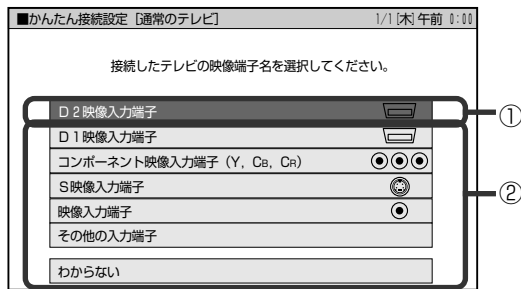 ■かんたん接続設定［通常のテレビ］ 1/1［木］午前 0:00
接続したテレビの映像端子名を選択してください。
D2映像入力端子
①
D1映像入力端子
コンポーネント映像入力端子（Y, CB, CR）
S映像入力端子
②
映像入力端子
その他の入力端子
わからない